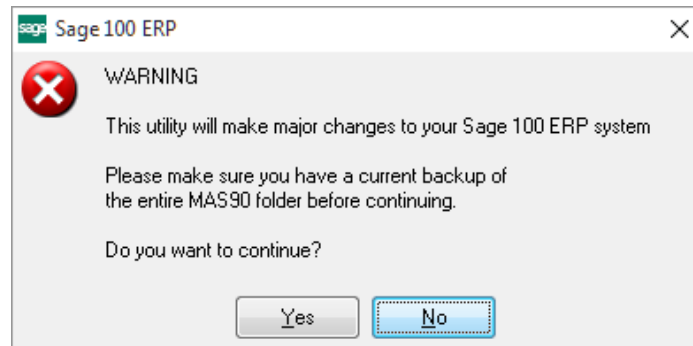 sage Sage 100 ERP
WARNING
This utility will make major changes to your Sage 100 ERP system
Please make sure you have a current backup of
the entire MAS90 folder before continuing.
Do you want to continue?
Yes No